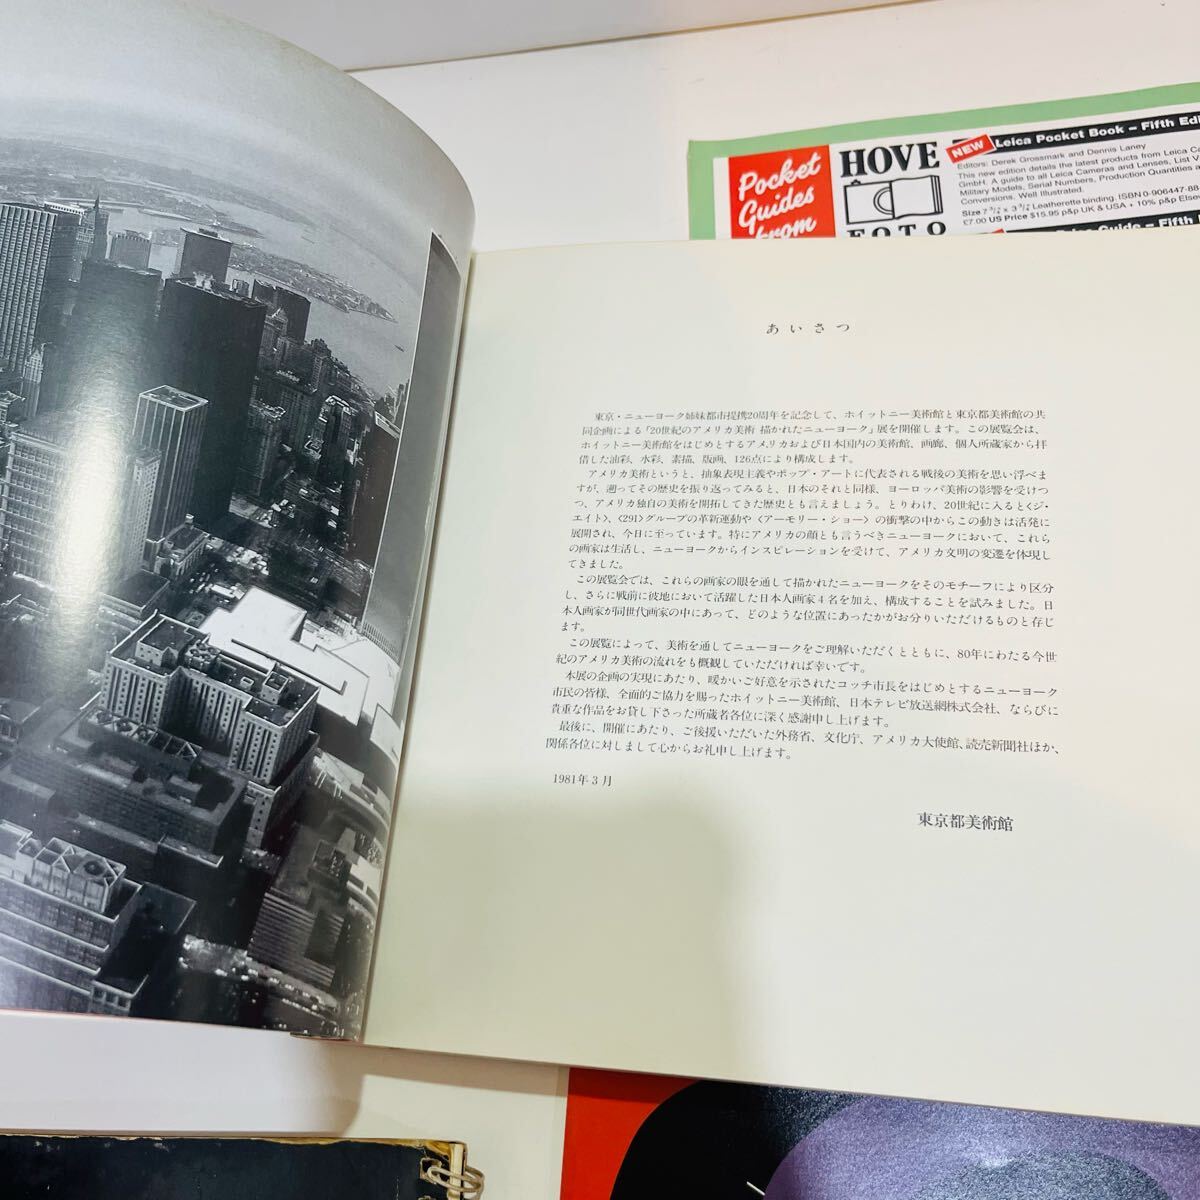 Pocket
Guides
from
HOVE
FOTO
NEW
Leica Pocket Book – Fifth Edi
Editors: Derek Grossmark and Dennis Laney
This new edition details the latest products from Leica Ca
GmbH. A guide to all Leica Cameras and Lenses, List V
Military Models, Serial Numbers, Production Quantities a
Conversions, Well Illustrated.
Size 7 3/4 x 3 3/4 Leatherette binding. ISBN 0-906447-88
£7.00 US Price $15.95 p&p UK & USA + 10% p&p Elsew
Guide – Fifth
あいさつ
東京・ニューヨーク姉妹都市提携20周年を記念して、ホイットニー美術館と東京都美術館の共
同企画による「20世紀のアメリカ美術 描かれたニューヨーク」展を開催します。この展覧会は、
ホイットニー美術館をはじめとするアメリカおよび日本国内の美術館、画廊、個人所蔵家から拝
借した油彩、水彩、素描、版画、126点により構成します。
アメリカ美術というと、抽象表現主義やポップ・アートに代表される戦後の美術を思い浮べま
すが、遡ってその歴史を振り返ってみると、日本のそれと同様、ヨーロッパ美術の影響を受けつ
つ、アメリカ独自の美術を開拓してきた歴史とも言えましょう。とりわけ、20世紀に入ると〈ジ・
エイト〉、〈291〉グループの革新運動や〈アーモリー・ショー〉の衝撃の中からこの動きは活発に
展開され、今日に至っています。特にアメリカの顔とも言うべきニューヨークにおいて、これら
の画家は生活し、ニューヨークからインスピレーションを受けて、アメリカ文明の変遷を体現し
てきました。
この展覧会では、これらの画家の眼を通して描かれたニューヨークをそのモチーフにより区分
し、さらに戦前に彼地において活躍した日本人画家4名を加え、構成することを試みました。日
本人画家が同世代画家の中にあって、どのような位置にあったかがお分りいただけるものと存じ
ます。
この展覧によって、美術を通してニューヨークをご理解いただくとともに、80年にわたる今世
紀のアメリカ美術の流れをも概観していただければ幸いです。
本展の企画の実現にあたり、暖かいご好意を示されたコッチ市長をはじめとするニューヨーク
市民の皆様、全面的ご協力を賜ったホイットニー美術館、日本テレビ放送網株式会社、ならびに
貴重な作品をお貸し下さった所蔵者各位に深く感謝申し上げます。
最後に、開催にあたり、ご後援いただいた外務省、文化庁、アメリカ大使館、読売新聞社ほか、
関係各位に対しまして心からお礼申し上げます。
1981年3月
東京都美術館